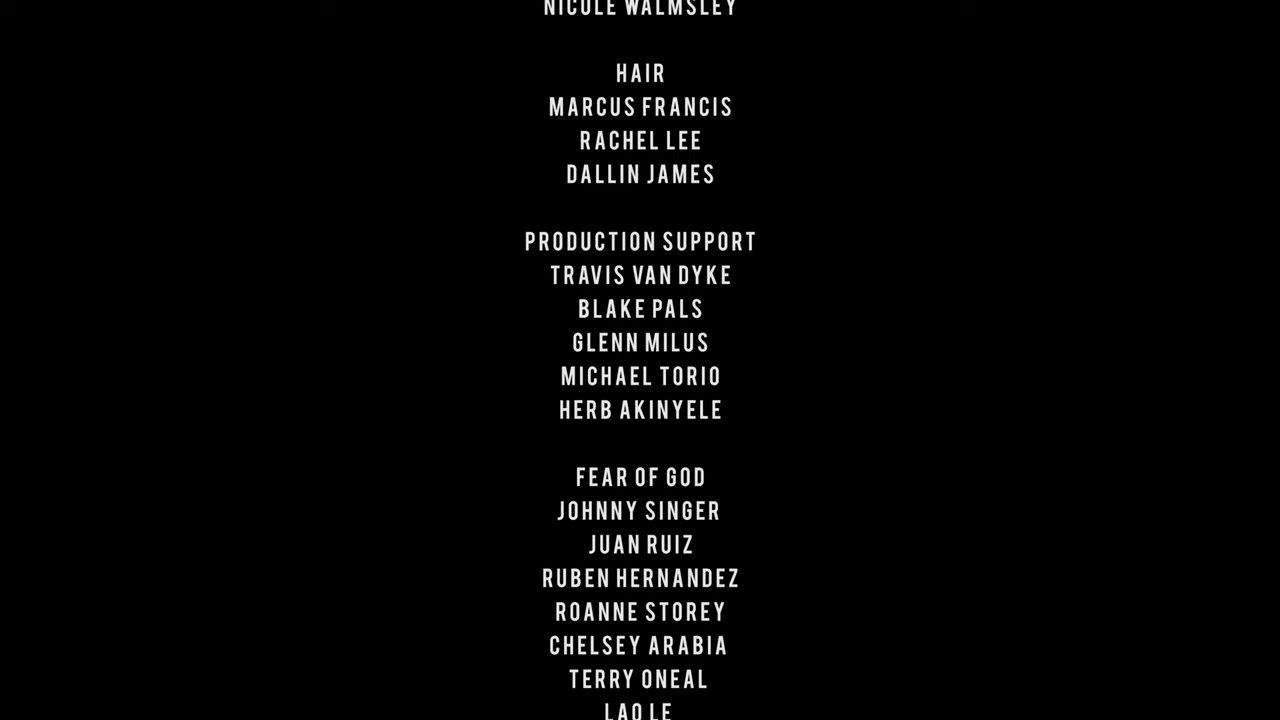 NICOLE WALMSLEY
HAIR
MARCUS FRANCIS
RACHEL LEE
DALLIN JAMES
PRODUCTION SUPPORT
TRAVIS VAN DYKE
BLAKE PALS
GLENN MILUS
MICHAEL TORIO
HERB AKINYELE
FEAR OF GOD
JOHNNY SINGER
JUAN RUIZ
RUBEN HERNANDEZ
ROANNE STOREY
CHELSEY ARABIA
TERRY ONEAL
LAO LE